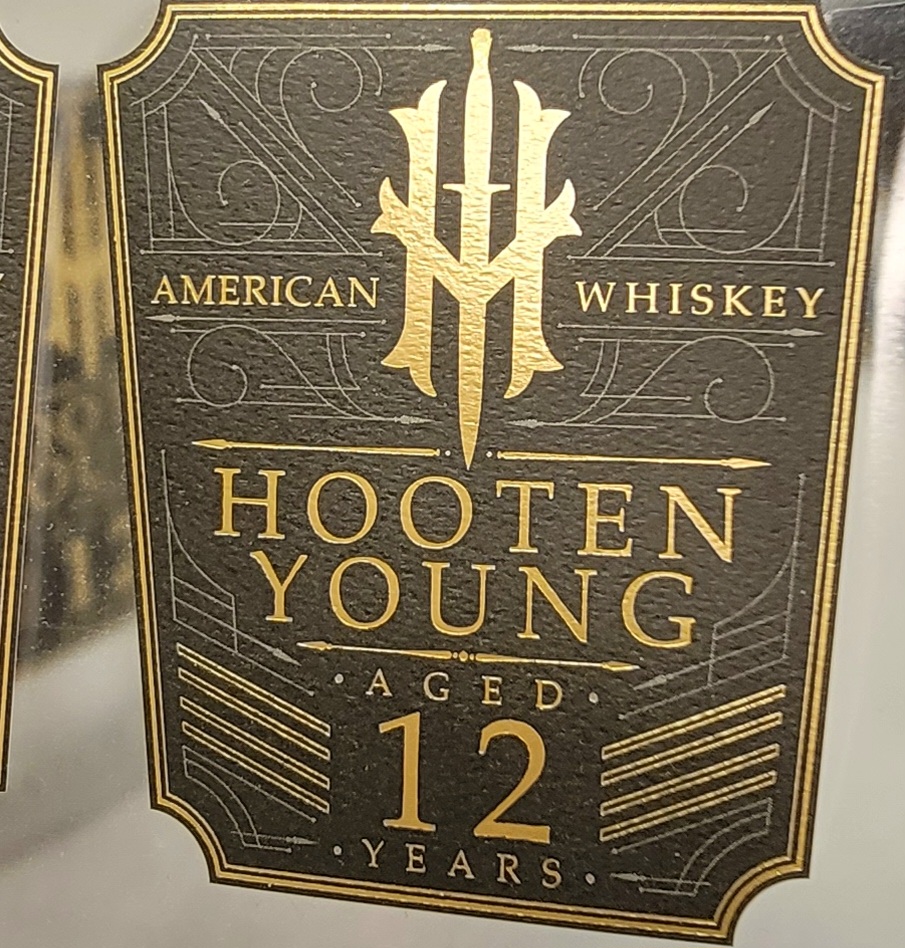 AMERICAN WHISKEY
HOOTEN
YOUNG
· AGED ·
12
· YEARS ·